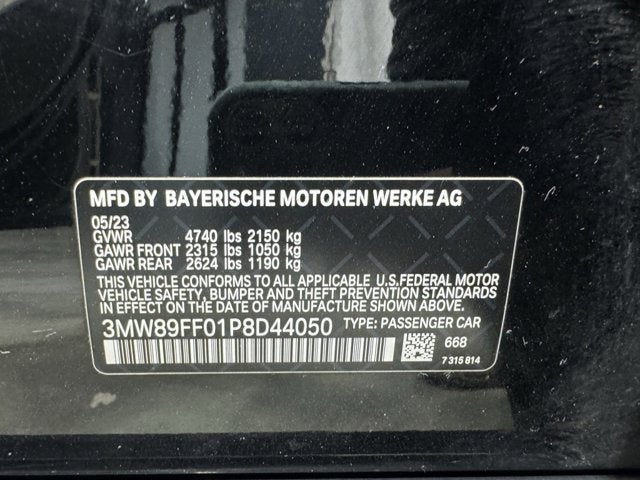 MFD BY BAYERISCHE MOTOREN WERKE AG
05/23
GVWR 4740 lbs 2150 kg
GAWR FRONT 2315 lbs 1050 kg
GAWR REAR 2624 lbs 1190 kg
THIS VEHICLE CONFORMS TO ALL APPLICABLE U.S.FEDERAL MOTOR
VEHICLE SAFETY, BUMPER AND THEFT PREVENTION STANDARDS
IN EFFECT ON THE DATE OF MANUFACTURE SHOWN ABOVE.
3MW89FF01P8D44050 TYPE: PASSENGER CAR
668
7 315 814